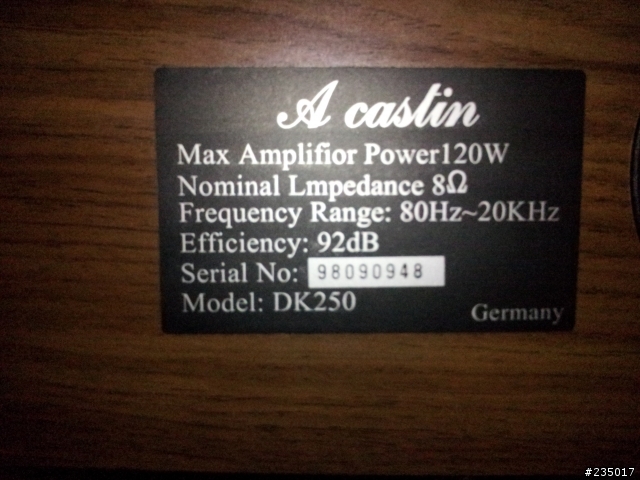 A castin
Max Amplifior Power120W
Nominal Lmpedance 8Ω
Frequency Range: 80Hz~20KHz
Efficiency: 92dB
Serial No: 98090948
Model: DK250
Germany
#235017